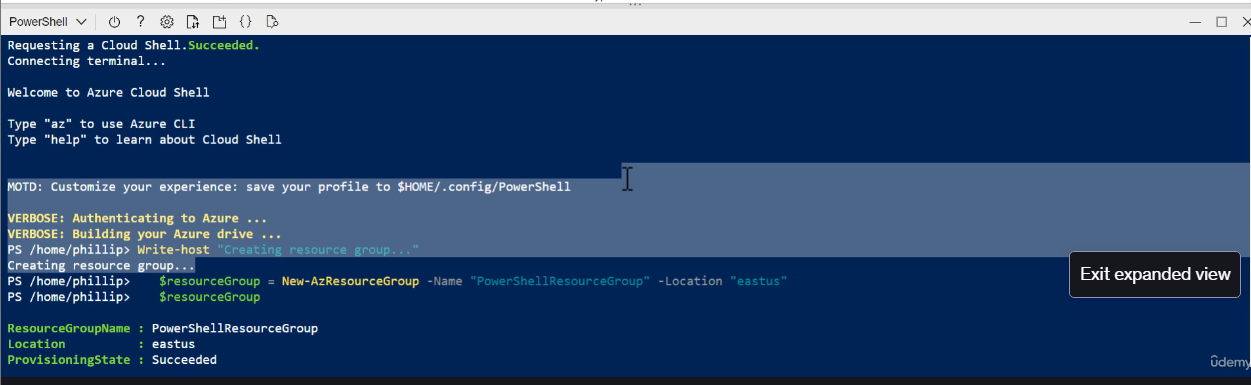 PowerShell
Requesting a Cloud Shell.Succeeded.
Connecting terminal...
Welcome to Azure Cloud Shell
Type "az" to use Azure CLI
Type "help" to learn about Cloud Shell
MOTD: Customize your experience: save your profile to $HOME/.config/PowerShell
VERBOSE: Authenticating to Azure ...
VERBOSE: Building your Azure drive ...
PS /home/phillip> Write-host "Creating resource group..."
Creating resource group...
PS /home/phillip> $resourceGroup = New-AzResourceGroup -Name "PowerShellResourceGroup" -Location "eastus"
PS /home/phillip> $resourceGroup
ResourceGroupName : PowerShellResourceGroup
Location : eastus
ProvisioningState : Succeeded
Exit expanded view
ûdemy